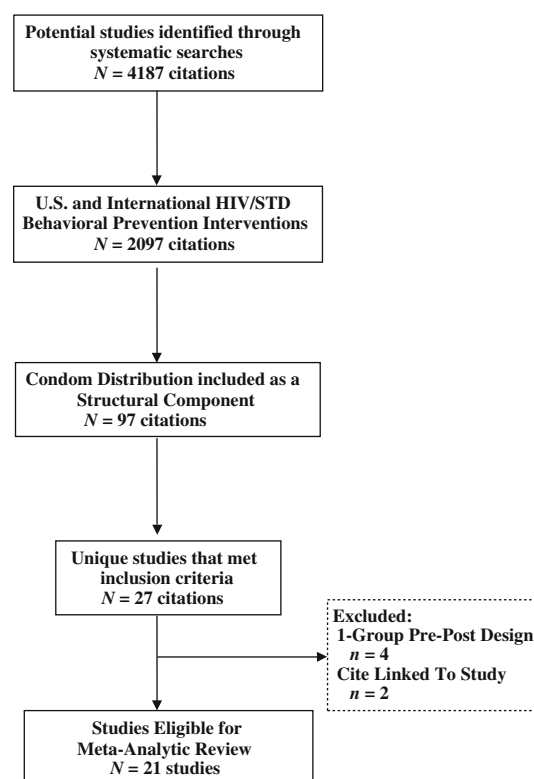 Potential studies identified through
systematic searches
N = 4187 citations
U.S. and International HIV/STD
Behavioral Prevention Interventions
N = 2097 citations
Condom Distribution included as a
Structural Component
N = 97 citations
Unique studies that met
inclusion criteria
N = 27 citations
Excluded:
1-Group Pre-Post Design
n = 4
Cite Linked To Study
n = 2
Studies Eligible for
Meta-Analytic Review
N = 21 studies